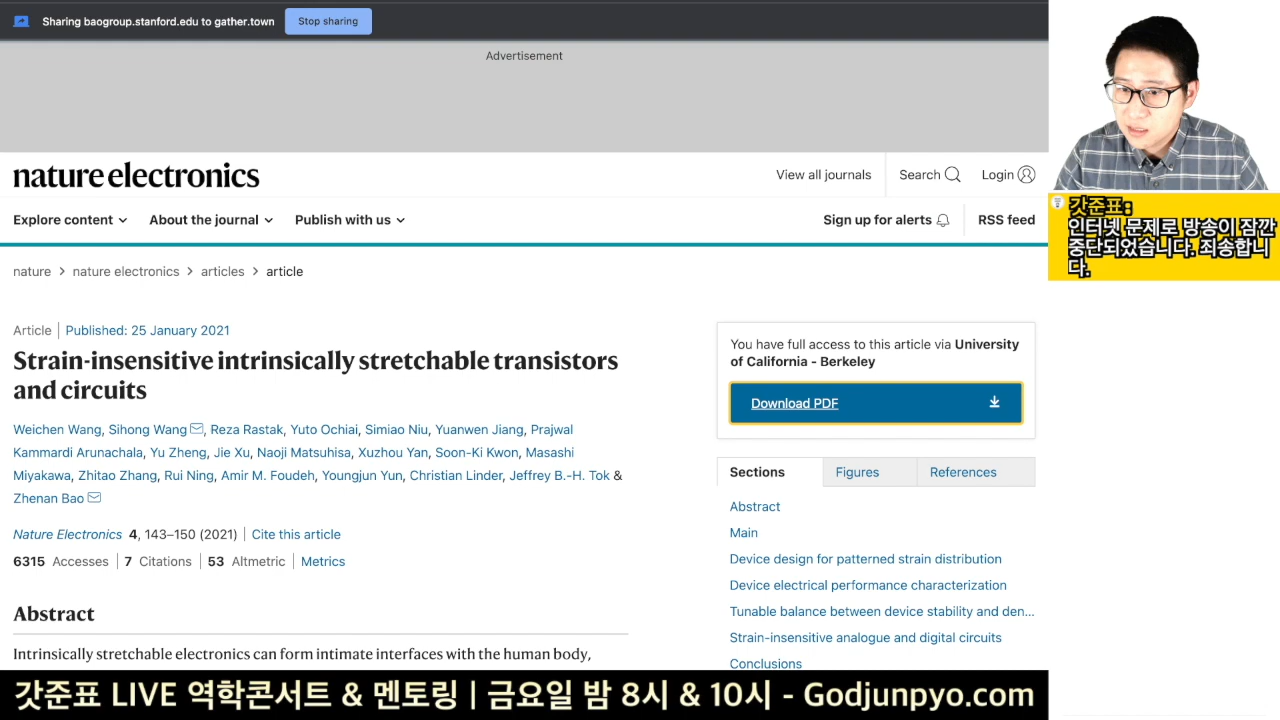 Sharing baogroup.stanford.edu to gather.town
Stop sharing
Advertisement
nature electronics
View all journals
Search
Login
Explore content
About the journal
Publish with us
Sign up for alerts
RSS feed
갓준표:
인터넷 문제로 방송이 잠깐
중단되었습니다. 죄송합니
다.
nature > nature electronics > articles > article
Article | Published: 25 January 2021
Strain-insensitive intrinsically stretchable transistors
and circuits
Weichen Wang, Sihong Wang, Reza Rastak, Yuto Ochiai, Simiao Niu, Yuanwen Jiang, Prajwal
Kammardi Arunachala, Yu Zheng, Jie Xu, Naoji Matsuhisa, Xuzhou Yan, Soon-Ki Kwon, Masashi
Miyakawa, Zhitao Zhang, Rui Ning, Amir M. Foudeh, Youngjun Yun, Christian Linder, Jeffrey B.-H. Tok &
Zhenan Bao
Nature Electronics 4, 143–150 (2021) | Cite this article
6315 Accesses | 7 Citations | 53 Altmetric | Metrics
Abstract
Intrinsically stretchable electronics can form intimate interfaces with the human body,
You have full access to this article via University
of California - Berkeley
Download PDF
Sections
Figures
References
Abstract
Main
Device design for patterned strain distribution
Device electrical performance characterization
Tunable balance between device stability and den...
Strain-insensitive analogue and digital circuits
Conclusions
갓준표 LIVE 역학콘서트 & 멘토링 | 금요일 밤 8시 & 10시 - Godjunpyo.com